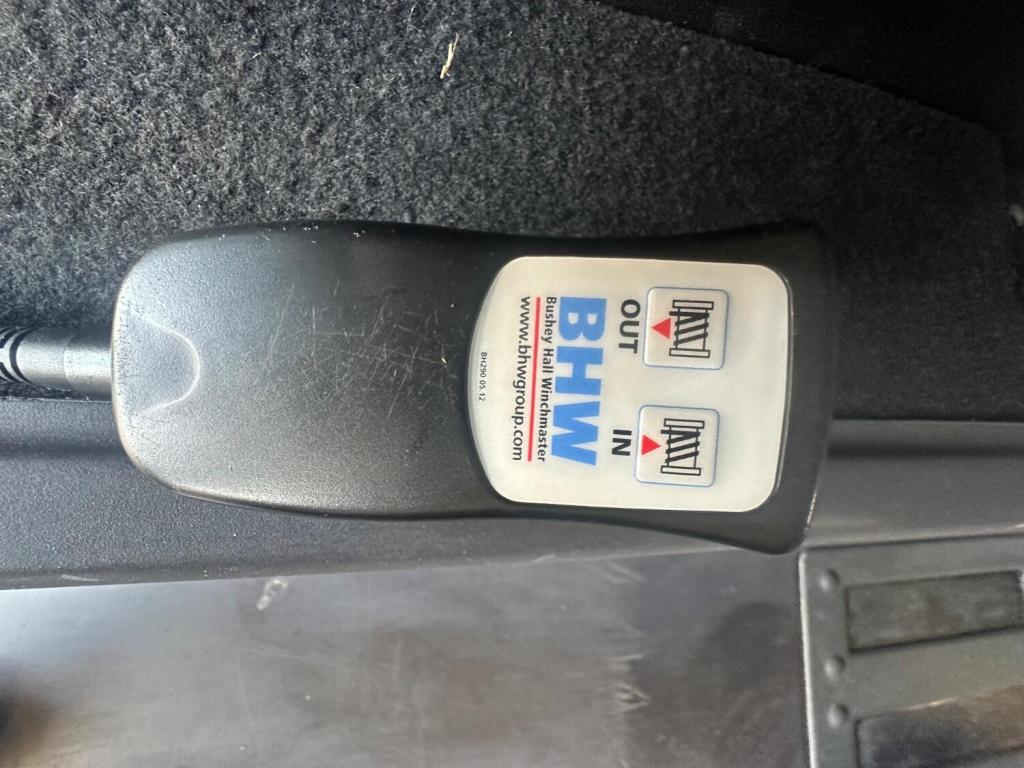 OUT IN
BHW
Bushey Hall Winchmaster
www.bhwgroup.com
BH290 05.12